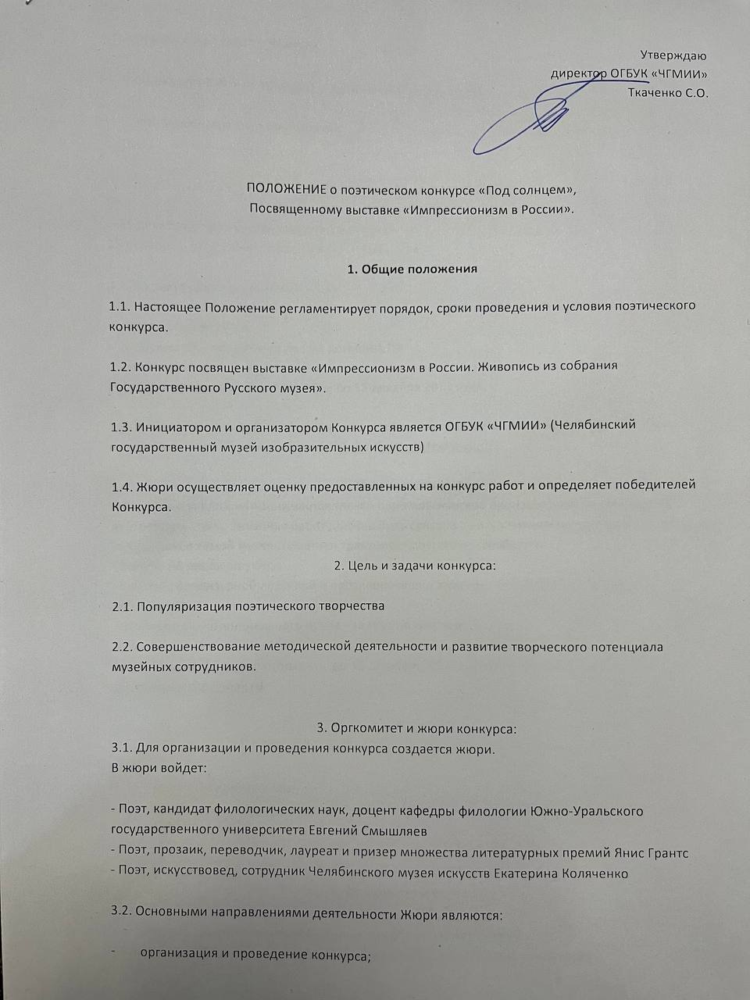 Утверждаю
директор ОГБУК «ЧГМИИ»
Ткаченко С.О.
ПОЛОЖЕНИЕ о поэтическом конкурсе «Под солнцем»,
Посвященному выставке «Импрессионизм в России».
1. Общие положения
1.1. Настоящее Положение регламентирует порядок, сроки проведения и условия поэтического
конкурса.
1.2. Конкурс посвящен выставке «Импрессионизм в России. Живопись из собрания
Государственного Русского музея».
1.3. Инициатором и организатором Конкурса является ОГБУК «ЧГМИИ» (Челябинский
государственный музей изобразительных искусств)
1.4. Жюри осуществляет оценку предоставленных на конкурс работ и определяет победителей
Конкурса.
2. Цель и задачи конкурса:
2.1. Популяризация поэтического творчества
2.2. Совершенствование методической деятельности и развитие творческого потенциала
музейных сотрудников.
3. Оргкомитет и жюри конкурса:
3.1. Для организации и проведения конкурса создается жюри.
В жюри войдет:
- Поэт, кандидат филологических наук, доцент кафедры филологии Южно-Уральского
государственного университета Евгений Смышляев
- Поэт, прозаик, переводчик, лауреат и призер множества литературных премий Янис Грантс
- Поэт, искусствовед, сотрудник Челябинского музея искусств Екатерина Коляченко
3.2. Основными направлениями деятельности Жюри являются:
- организация и проведение конкурса;